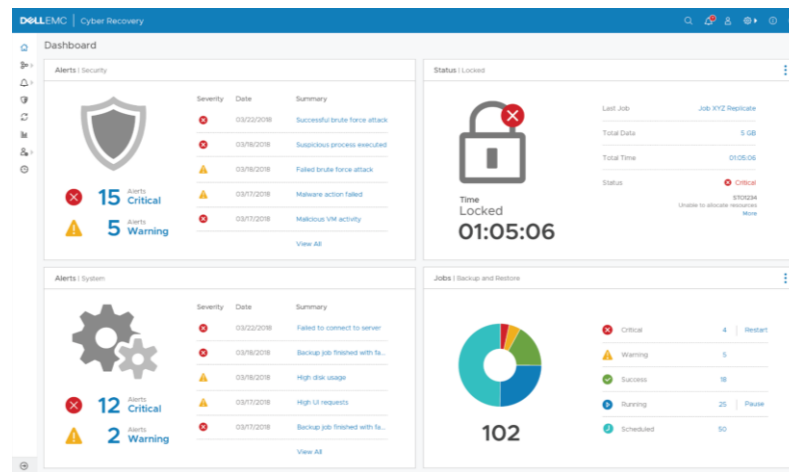 DELLEMC | Cyber Recovery
Dashboard
Alerts | Security
Severity Date Summary
03/22/2018 Successful brute force attack
03/18/2018 Suspicious process executed
03/18/2018 Failed brute force attack
03/17/2018 Malware action failed
03/17/2018 Malicious VM activity
View All
15 Alerts Critical
5 Alerts Warning
Status | Locked
Time
Locked
01:05:06
Last Job Job XYZ Replicate
Total Data 5 GB
Total Time 01:05:06
Status Critical
STO1234
Unable to allocate resources
More
Alerts | System
Severity Date Summary
03/22/2018 Failed to connect to server
03/18/2018 Backup job finished with fa...
03/18/2018 High disk usage
03/17/2018 High UI requests
03/17/2018 Backup job finished with fa...
View All
12 Alerts Critical
2 Alerts Warning
Jobs | Backup and Restore
102
Critical 4 | Restart
Warning 5
Success 18
Running 25 | Pause
Scheduled 50